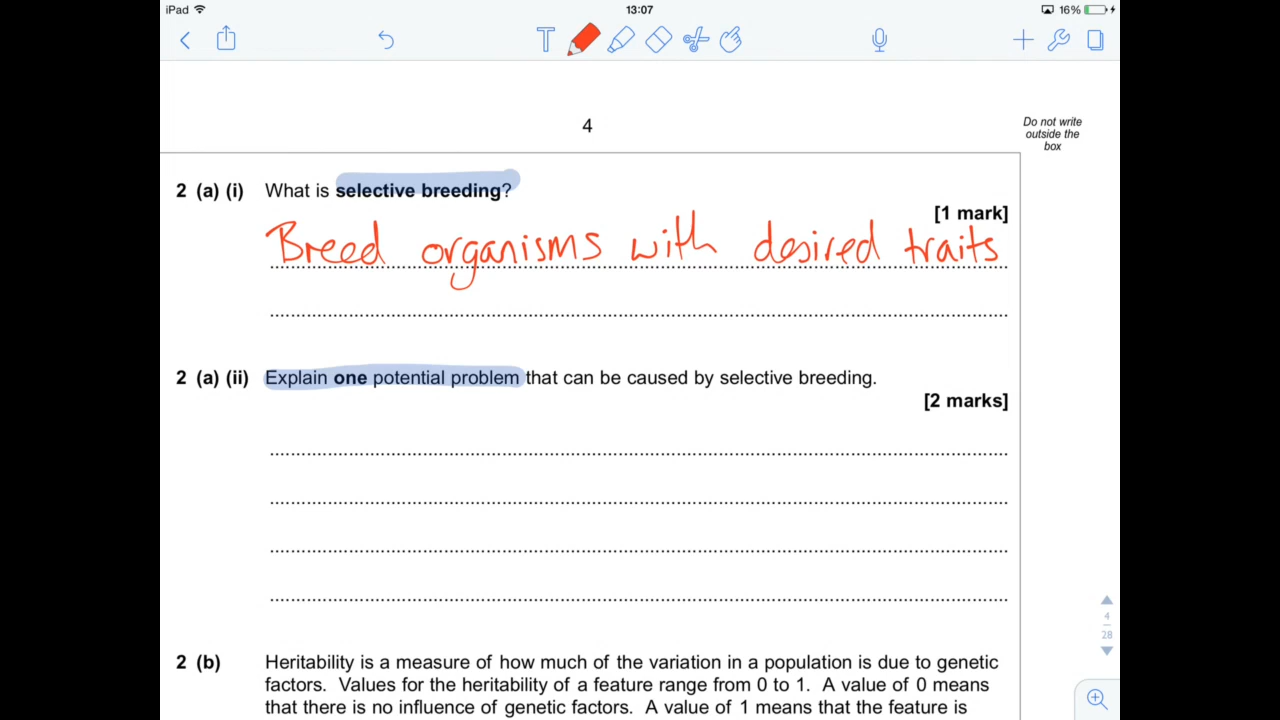 iPad 13:07 16%
4
Do not write
outside the
box
2 (a) (i) What is selective breeding?
[1 mark]
Breed organisms with desired traits
2 (a) (ii) Explain one potential problem that can be caused by selective breeding.
[2 marks]
4
28
2 (b) Heritability is a measure of how much of the variation in a population is due to genetic
factors. Values for the heritability of a feature range from 0 to 1. A value of 0 means
that there is no influence of genetic factors. A value of 1 means that the feature is